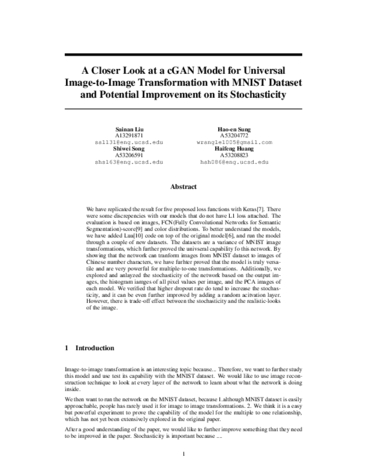 A Closer Look at a cGAN Model for Universal
Image-to-Image Transformation with MNIST Dataset
and Potential Improvement on its Stochasticity
Sainan Liu
A13291871
sal131@eng.ucsd.edu
Shiwei Song
A53206591
shs163@eng.ucsd.edu
Hao-en Sung
A53204772
wrangle1005@gmail.com
Haifeng Huang
A53208823
hah086@eng.ucsd.edu
Abstract
We have replicated the result for five proposed loss functions with Keras[7]. There
were some discrepencies with our models that do not have L1 loss attached. The
evaluation is based on images, FCN(Fully Convolutional Networks for Semantic
Segmentation)-score[9] and color distributions. To better understand the models,
we have added Luu[10] code on top of the original model[6], and run the model
through a couple of new datasets. The datasets are a variance of MNIST image
transformations, which further proved the universal capability to this network. By
showing that the network can tranform images from MNIST dataset to images of
Chinese number characters, we have further proved that the model is truly versa-
tile and are very powerful for multiple-to-one transformations. Additionally, we
explored and anlayzed the stochasticity of the network based on the output im-
ages, the histogram iamges of all pixel values per image, and the PCA images of
each model. We verified that higher dropout rate do tend to increase the stochas-
ticity, and it can be even further improved by adding a random acitvation layer.
However, there is trade-off effect between the stochasticity and the realistic looks
of the image.
1 Introduction
Image-to-image transformation is an interesting topic because... Therefore, we want to further study
this model and use test its capability with the MNIST dataset. We would like to use image recon-
struction technique to look at every layer of the network to learn about what the network is doing
inside.
We then want to run the network on the MNIST dataset, because 1.although MNIST dataset is easily
approachable, people has rarely used it for image to image transformations. 2. We think it is a easy
but powerful experiment to prove the capability of the model for the multiple to one relationship,
which has not yet been extensively explored in the original paper.
After a good understanding of the paper, we would like to further improve something that they need
to be improved in the paper. Stochasticity is important because ....
1